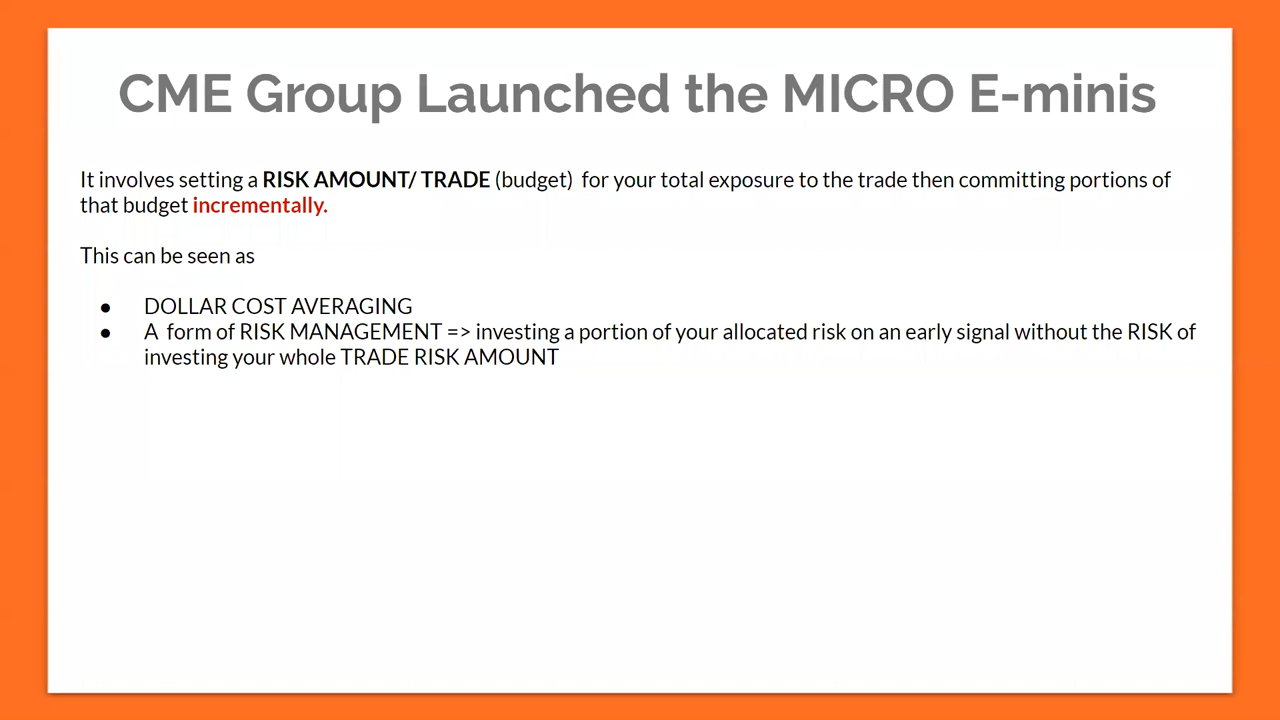 CME Group Launched the MICRO E-minis
It involves setting a RISK AMOUNT/ TRADE (budget)  for your total exposure to the trade then committing portions of
that budget incrementally.
This can be seen as
● DOLLAR COST AVERAGING
● A  form of RISK MANAGEMENT => investing a portion of your allocated risk on an early signal without the RISK of
investing your whole TRADE RISK AMOUNT